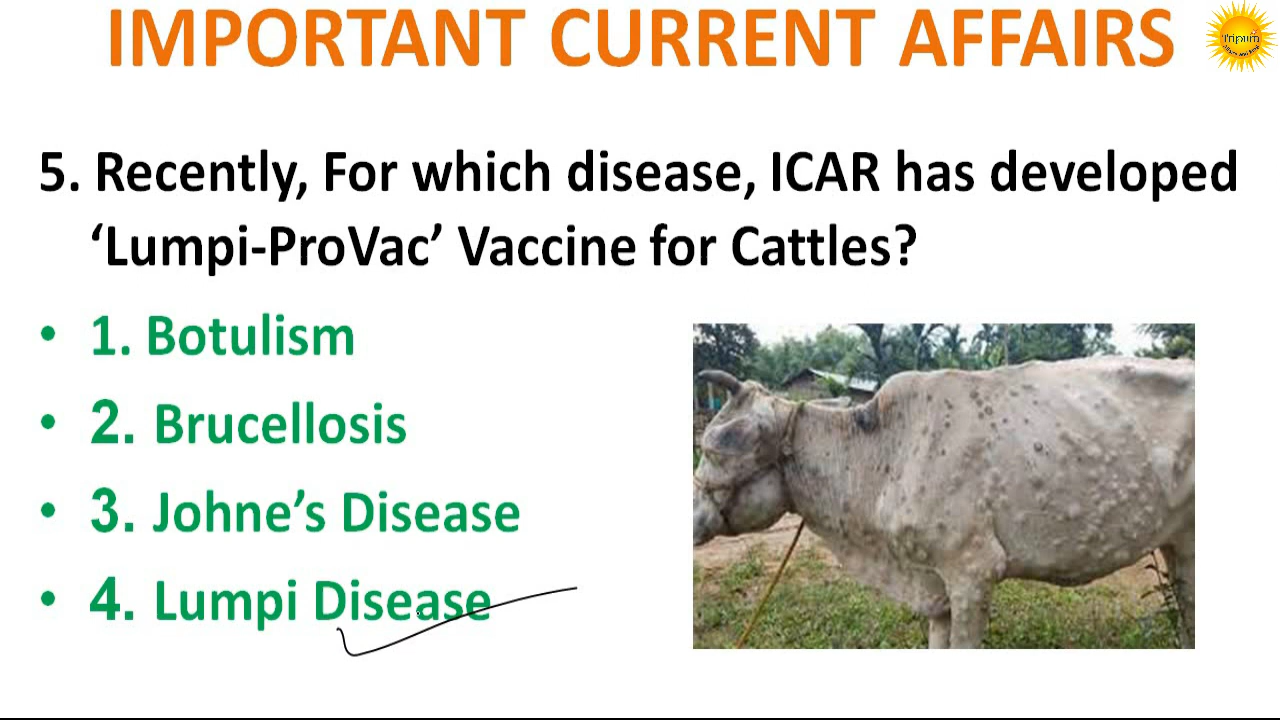 IMPORTANT CURRENT AFFAIRS
Tripum
5. Recently, For which disease, ICAR has developed
‘Lumpi-ProVac’ Vaccine for Cattles?
• 1. Botulism
• 2. Brucellosis
• 3. Johne’s Disease
• 4. Lumpi Disease